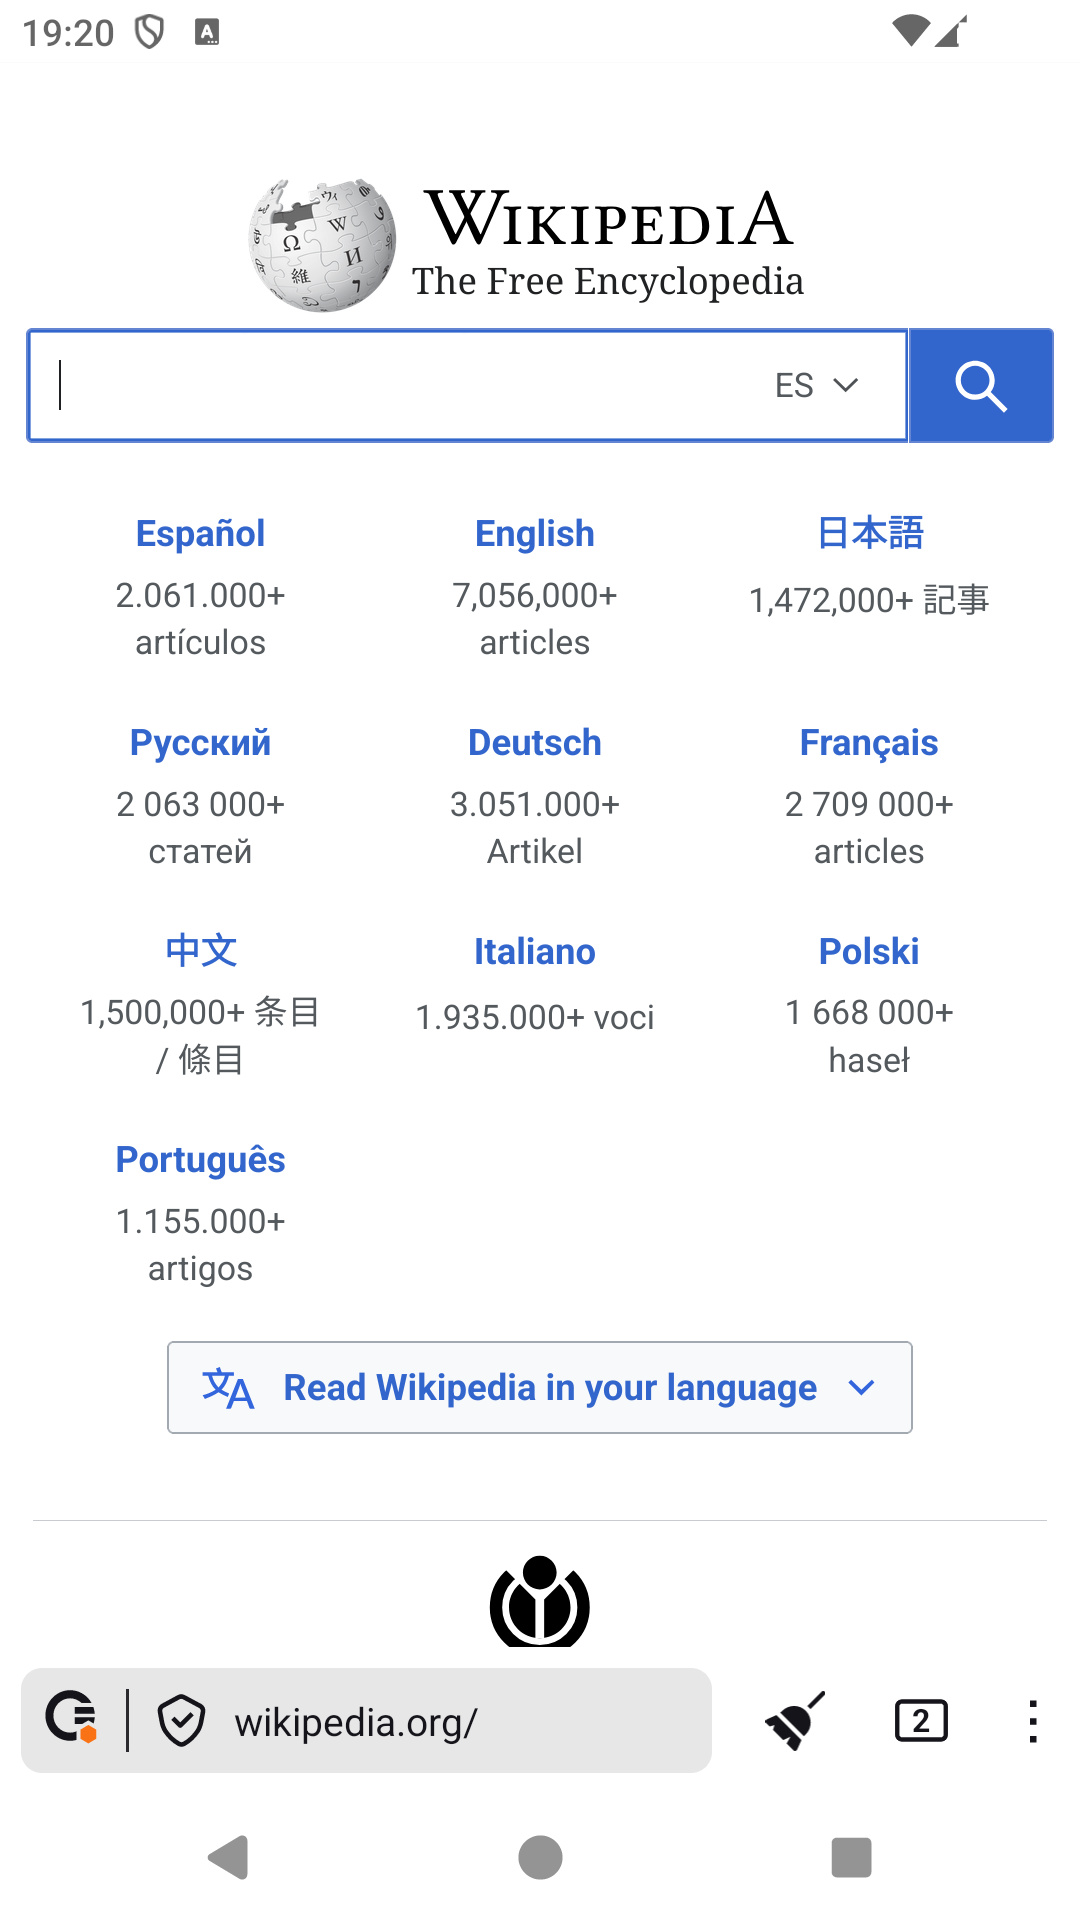 19:20
WIKIPEDIA
The Free Encyclopedia
ES
Español
2.061.000+
artículos
English
7,056,000+
articles
日本語
1,472,000+ 記事
Русский
2 063 000+
статей
Deutsch
3.051.000+
Artikel
Français
2 709 000+
articles
中文
1,500,000+ 条目
/ 條目
Italiano
1.935.000+ voci
Polski
1 668 000+
haseł
Português
1.155.000+
artigos
Read Wikipedia in your language
wikipedia.org/
2